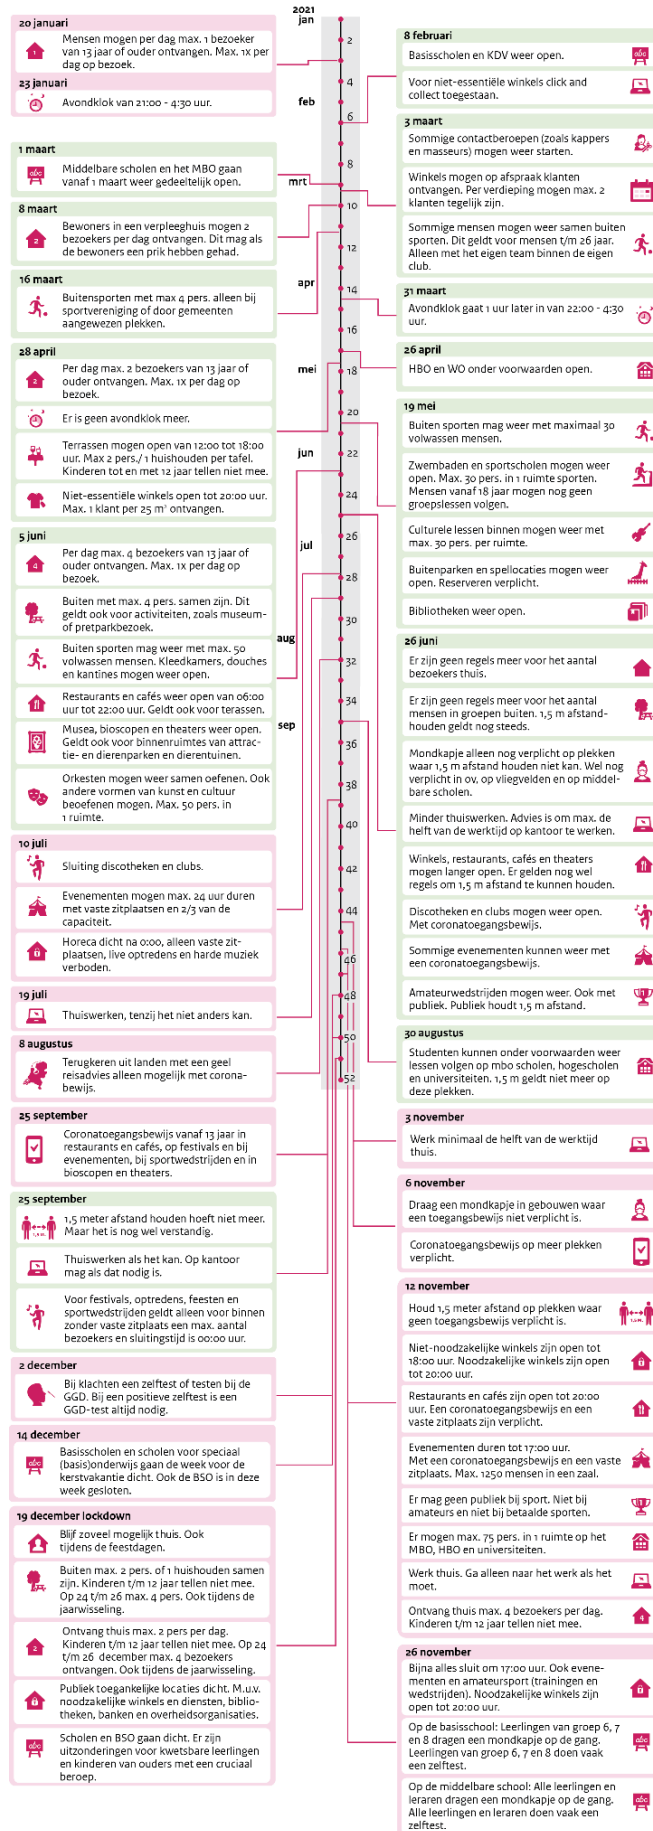 2021
jan
2
4
feb
6
8
mrt
10
12
apr
14
16
mei
18
20
jun
22
24
jul
26
28
30
aug
32
34
sep
36
38
40
42
44
46
48
50
52
20 januari
1
Mensen mogen per dag max. 1 bezoeker
van 13 jaar of ouder ontvangen. Max. 1x per
dag op bezoek.
23 januari
Avondklok van 21:00 - 4:30 uur.
1 maart
abc
Middelbare scholen en het MBO gaan
vanaf 1 maart weer gedeeltelijk open.
8 maart
2
Bewoners in een verpleeghuis mogen 2
bezoekers per dag ontvangen. Dit mag als
de bewoners een prik hebben gehad.
16 maart
Buitensporten met max 4 pers. alleen bij
sportvereniging of door gemeenten
aangewezen plekken.
28 april
2
Per dag max. 2 bezoekers van 13 jaar of
ouder ontvangen. Max. 1x per dag op
bezoek.
Er is geen avondklok meer.
Terrassen mogen open van 12:00 tot 18:00
uur. Max 2 pers./ 1 huishouden per tafel.
Kinderen tot en met 12 jaar tellen niet mee.
Niet-essentiële winkels open tot 20:00 uur.
Max. 1 klant per 25 m² ontvangen.
5 juni
4
Per dag max. 4 bezoekers van 13 jaar of
ouder ontvangen. Max. 1x per dag op
bezoek.
Buiten met max. 4 pers. samen zijn. Dit
geldt ook voor activiteiten, zoals museum-
of pretparkbezoek.
Buiten sporten mag weer met max. 50
volwassen mensen. Kleedkamers, douches
en kantines mogen weer open.
Restaurants en cafés weer open van 06:00
uur tot 22:00 uur. Geldt ook voor terassen.
Musea, bioscopen en theaters weer open.
Geldt ook voor binnenruimtes van attrac-
tie- en dierenparken en dierentuinen.
Orkesten mogen weer samen oefenen. Ook
andere vormen van kunst en cultuur
beoefenen mogen. Max. 50 pers. in
1 ruimte.
10 juli
Sluiting discotheken en clubs.
Evenementen mogen max. 24 uur duren
met vaste zitplaatsen en 2/3 van de
capaciteit.
Horeca dicht na 0:00, alleen vaste zit-
plaatsen, live optredens en harde muziek
verboden.
19 juli
Thuiswerken, tenzij het niet anders kan.
8 augustus
Terugkeren uit landen met een geel
reisadvies alleen mogelijk met corona-
bewijs.
25 september
Coronatoegangsbewijs vanaf 13 jaar in
restaurants en cafés, op festivals en bij
evenementen, bij sportwedstrijden en in
bioscopen en theaters.
25 september
1,5 M.
1,5 meter afstand houden hoeft niet meer.
Maar het is nog wel verstandig.
Thuiswerken als het kan. Op kantoor
mag als dat nodig is.
Voor festivals, optredens, feesten en
sportwedstrijden geldt alleen voor binnen
zonder vaste zitplaats een max. aantal
bezoekers en sluitingstijd is 00:00 uur.
2 december
Bij klachten een zelftest of testen bij de
GGD. Bij een positieve zelftest is een
GGD-test altijd nodig.
14 december
abc
Basisscholen en scholen voor speciaal
(basis)onderwijs gaan de week voor de
kerstvakantie dicht. Ook de BSO is in deze
week gesloten.
19 december lockdown
Blijf zoveel mogelijk thuis. Ook
tijdens de feestdagen.
Buiten max. 2 pers. of 1 huishouden samen
zijn. Kinderen t/m 12 jaar tellen niet mee.
Op 24 t/m 26 max. 4 pers. Ook tijdens de
jaarwisseling.
2
Ontvang thuis max. 2 pers per dag.
Kinderen t/m 12 jaar tellen niet mee. Op 24
t/m 26 december max. 4 bezoekers
ontvangen. Ook tijdens de jaarwisseling.
Publiek toegankelijke locaties dicht. M.u.v.
noodzakelijke winkels en diensten, biblio-
theken, banken en overheidsorganisaties.
abc
Scholen en BSO gaan dicht. Er zijn
uitzonderingen voor kwetsbare leerlingen
en kinderen van ouders met een cruciaal
beroep.
8 februari
Basisscholen en KDV weer open.
abc
Voor niet-essentiële winkels click and
collect toegestaan.
3 maart
Sommige contactberoepen (zoals kappers
en masseurs) mogen weer starten.
Winkels mogen op afspraak klanten
ontvangen. Per verdieping mogen max. 2
klanten tegelijk zijn.
Sommige mensen mogen weer samen buiten
sporten. Dit geldt voor mensen t/m 26 jaar.
Alleen met het eigen team binnen de eigen
club.
31 maart
Avondklok gaat 1 uur later in van 22:00 - 4:30
uur.
26 april
HBO en WO onder voorwaarden open.
19 mei
Buiten sporten mag weer met maximaal 30
volwassen mensen.
Zwembaden en sportscholen mogen weer
open. Max. 30 pers. in 1 ruimte sporten.
Mensen vanaf 18 jaar mogen nog geen
groepslessen volgen.
Culturele lessen binnen mogen weer met
max. 30 pers. per ruimte.
Buitenparken en spellocaties mogen weer
open. Reserveren verplicht.
Bibliotheken weer open.
26 juni
Er zijn geen regels meer voor het aantal
bezoekers thuis.
Er zijn geen regels meer voor het aantal
mensen in groepen buiten. 1,5 m afstand-
houden geldt nog steeds.
Mondkapje alleen nog verplicht op plekken
waar 1,5 m afstand houden niet kan. Wel nog
verplicht in ov, op vliegvelden en op middel-
bare scholen.
Minder thuiswerken. Advies is om max. de
helft van de werktijd op kantoor te werken.
Winkels, restaurants, cafés en theaters
mogen langer open. Er gelden nog wel
regels om 1,5 m afstand te kunnen houden.
Discotheken en clubs mogen weer open.
Met coronatoegangsbewijs.
Sommige evenementen kunnen weer met
een coronatoegangsbewijs.
Amateurwedstrijden mogen weer. Ook met
publiek. Publiek houdt 1,5 m afstand.
30 augustus
Studenten kunnen onder voorwaarden weer
lessen volgen op mbo scholen, hogescholen
en universiteiten. 1,5 m geldt niet meer op
deze plekken.
3 november
Werk minimaal de helft van de werktijd
thuis.
6 november
Draag een mondkapje in gebouwen waar
een toegangsbewijs niet verplicht is.
Coronatoegangsbewijs op meer plekken
verplicht.
12 november
Houd 1,5 meter afstand op plekken waar
geen toegangsbewijs verplicht is.
1,5 M.
Niet-noodzakelijke winkels zijn open tot
18:00 uur. Noodzakelijke winkels zijn open
tot 20:00 uur.
Restaurants en cafés zijn open tot 20:00
uur. Een coronatoegangsbewijs en een
vaste zitplaats zijn verplicht.
Evenementen duren tot 17:00 uur.
Met een coronatoegangsbewijs en een vaste
zitplaats. Max. 1250 mensen in een zaal.
Er mag geen publiek bij sport. Niet bij
amateurs en niet bij betaalde sporten.
Er mogen max. 75 pers. in 1 ruimte op het
MBO, HBO en universiteiten.
Werk thuis. Ga alleen naar het werk als het
moet.
Ontvang thuis max. 4 bezoekers per dag.
Kinderen t/m 12 jaar tellen niet mee.
4
26 november
Bijna alles sluit om 17:00 uur. Ook evene-
menten en amateursport (trainingen en
wedstrijden). Noodzakelijke winkels zijn
open tot 20:00 uur.
Op de basisschool: Leerlingen van groep 6, 7
en 8 dragen een mondkapje op de gang.
Leerlingen van groep 6, 7 en 8 doen vaak
een zelftest.
abc
Op de middelbare school: Alle leerlingen en
leraren dragen een mondkapje op de gang.
Alle leerlingen en leraren doen vaak een
zelftest.
abc